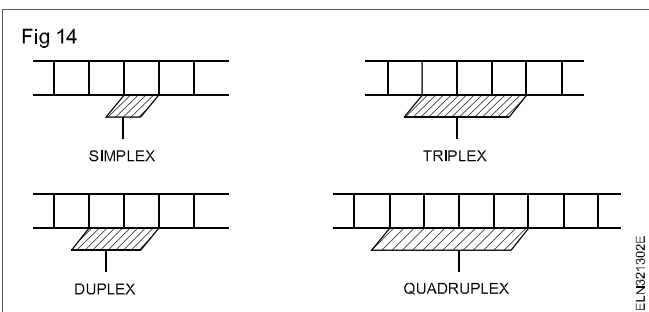 Fig 14
SIMPLEX
TRIPLEX
DUPLEX
QUADRUPLEX
ELN321302E